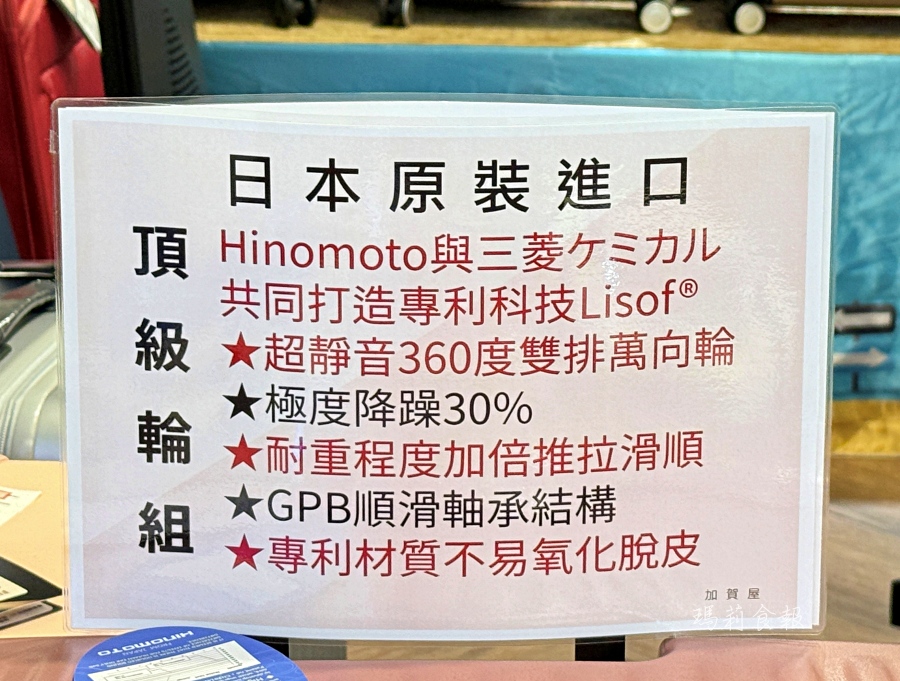 日本原裝進口
頂級輪組
Hinomoto與三菱ケミカル
共同打造專利科技Lisof®
★超靜音360度雙排萬向輪
★極度降躁30%
★耐重程度加倍推拉滑順
★GPB順滑軸承結構
★專利材質不易氧化脫皮
加賀屋
瑪莉食報
HINOMOTO